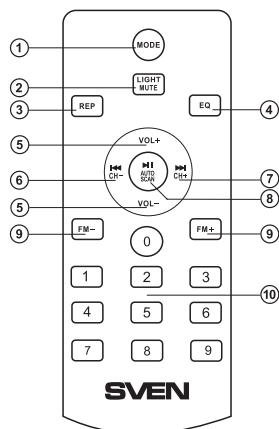 1 MODE
2 LIGHT
MUTE
3 REP
EQ 4
5 VOL+
6 CH−
AUTO
SCAN
CH+ 7
8
5 VOL−
9 FM−
FM+ 9
0
1 2 3
10
4 5 6
7 8 9
SVEN